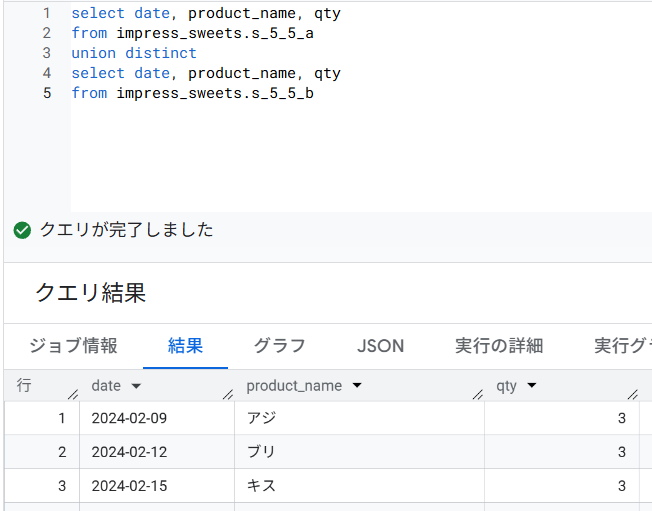 1 select date, product_name, qty
2 from impress_sweets.s_5_5_a
3 union distinct
4 select date, product_name, qty
5 from impress_sweets.s_5_5_b
クエリが完了しました
クエリ結果
ジョブ情報 結果 グラフ JSON 実行の詳細 実行グ
行 date product_name qty
1 2024-02-09 アジ 3
2 2024-02-12 ブリ 3
3 2024-02-15 キス 3